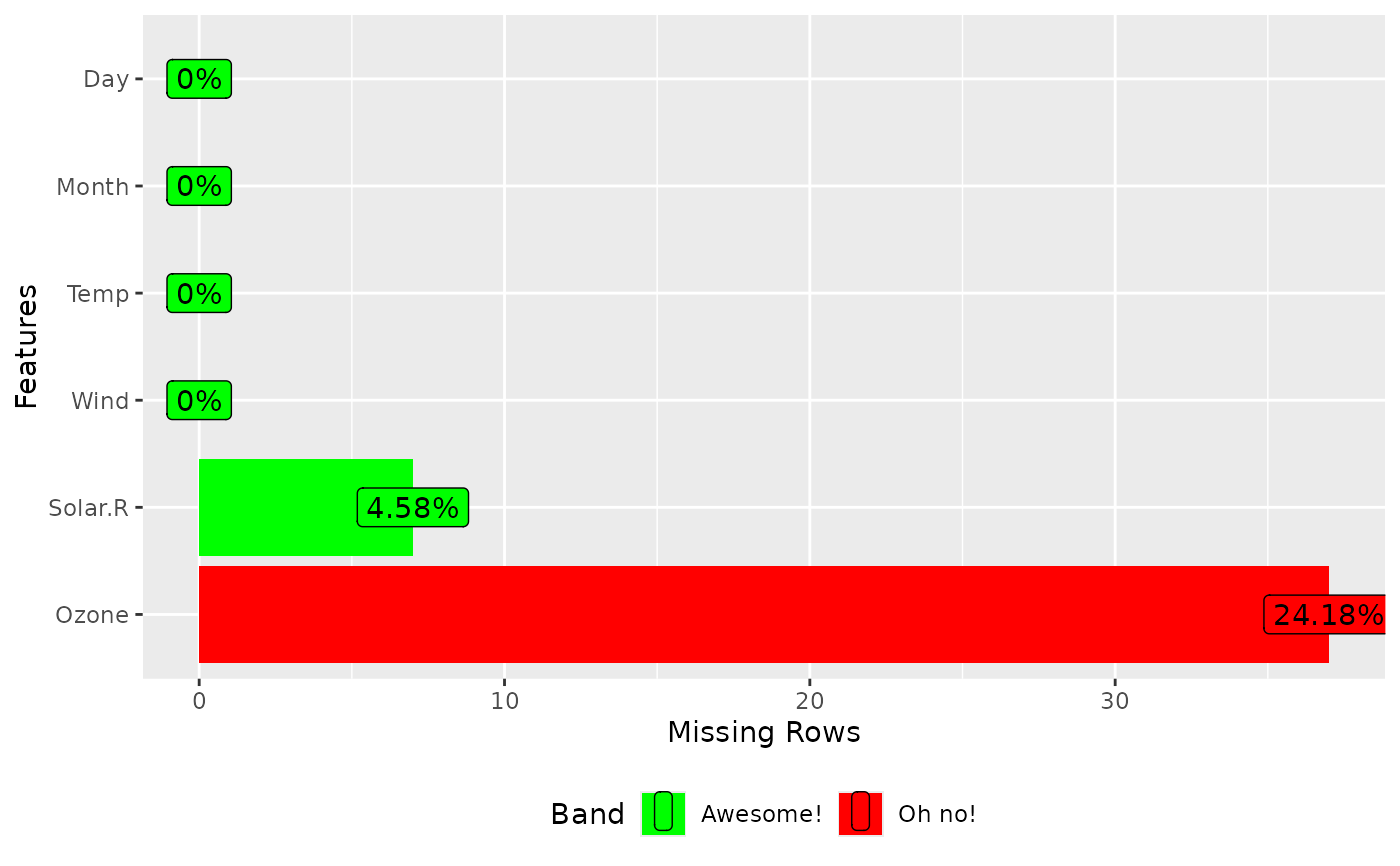 Features
Day
0%
Month
0%
Temp
0%
Wind
0%
Solar.R
4.58%
Ozone
24.18%
0 10 20 30
Missing Rows
Band Awesome! Oh no!